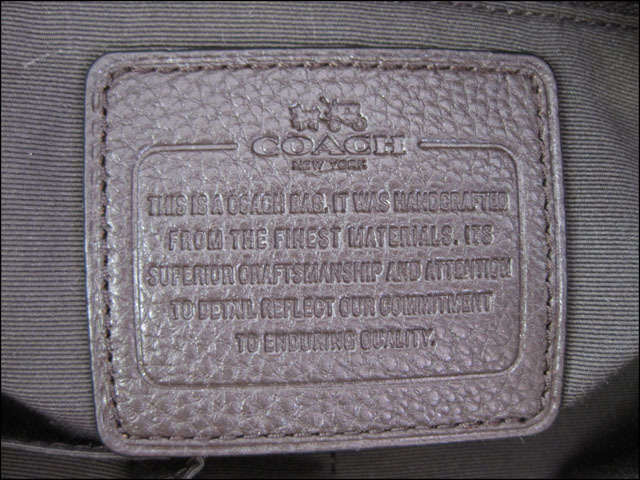 COACH
NEW YORK
THIS IS A COACH BAG. IT WAS HANDCRAFTED
FROM THE FINEST MATERIALS. ITS
SUPERIOR CRAFTSMANSHIP AND ATTENTION
TO DETAIL REFLECT OUR COMMITMENT
TO ENDURING QUALITY.